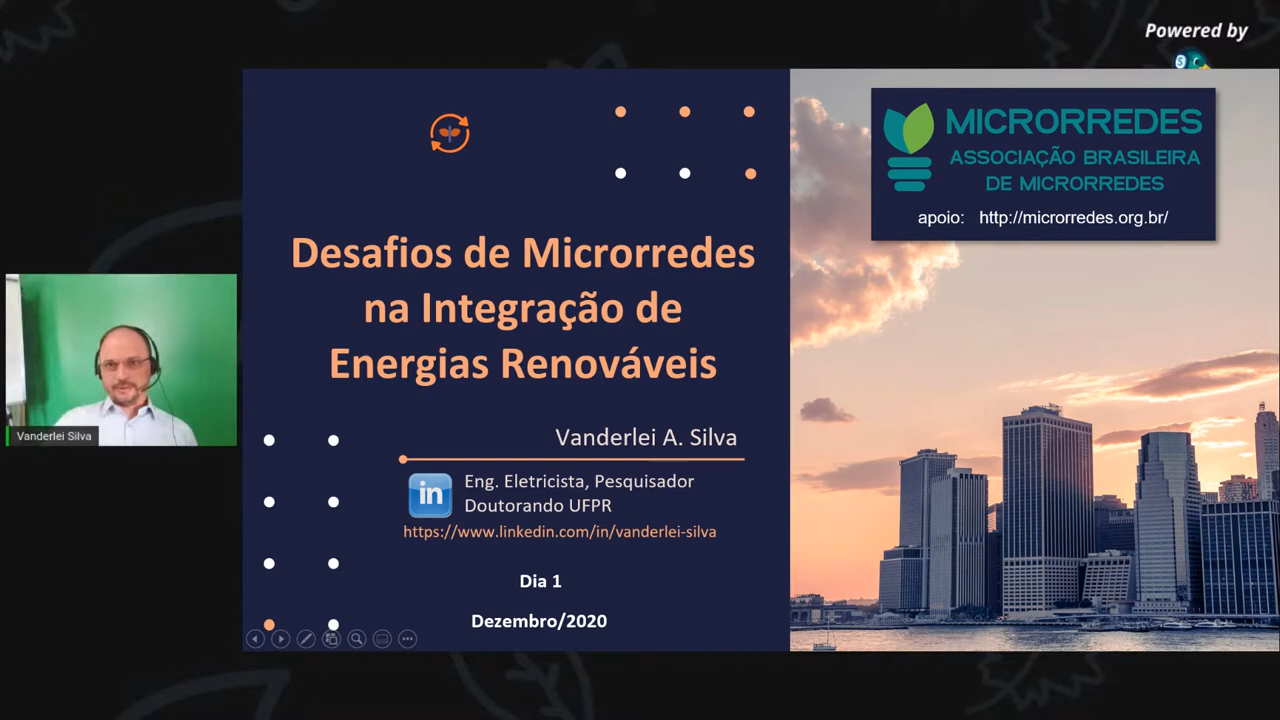 Powered by
S
MICRORREDES
ASSOCIAÇÃO BRASILEIRA
DE MICRORREDES
apoio: http://microrredes.org.br/
Desafios de Microrredes
na Integração de
Energias Renováveis
Vanderlei Silva
Vanderlei A. Silva
in
Eng. Eletricista, Pesquisador
Doutorando UFPR
https://www.linkedin.com/in/vanderlei-silva
Dia 1
Dezembro/2020